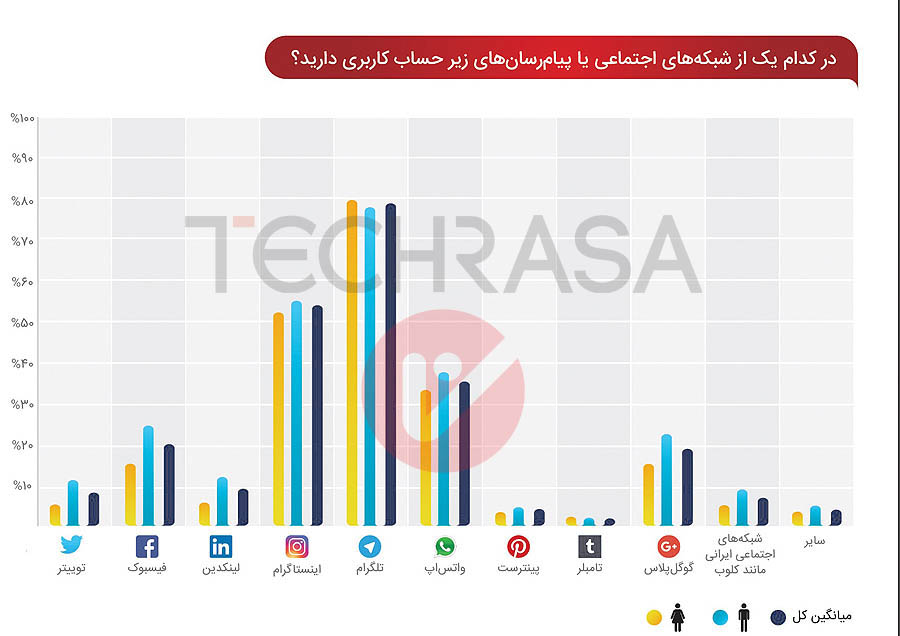 در کدام یک از شبکه‌های اجتماعی یا پیام‌رسان‌های زیر حساب کاربری دارید؟
%۱۰۰
%۹۰
%۸۰
%۷۰
%۶۰
%۵۰
%۴۰
%۳۰
%۲۰
%۱۰
TECHRASA
توییتر
فیسبوک
لینکدین
اینستاگرام
تلگرام
واتس‌اپ
پینترست
تامبلر
گوگل‌پلاس
شبکه‌های
اجتماعی ایرانی
مانند کلوب
سایر
میانگین کل